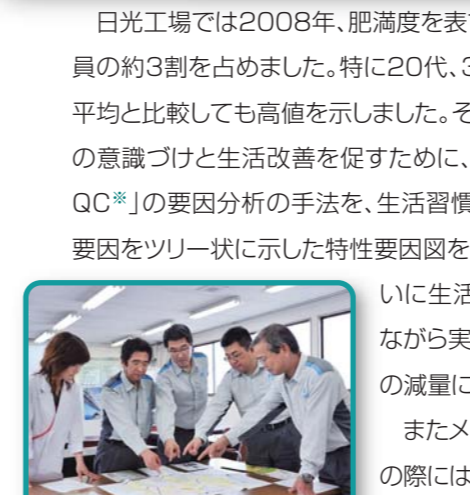 日光工場では2008年、肥満度を表
員の約3割を占めました。特に20代、3
平均と比較しても高値を示しました。そ
の意識づけと生活改善を促すために、
QC※」の要因分析の手法を、生活習慣
要因をツリー状に示した特性要因図を
いに生活
ながら実
の減量に
またメ
の際には